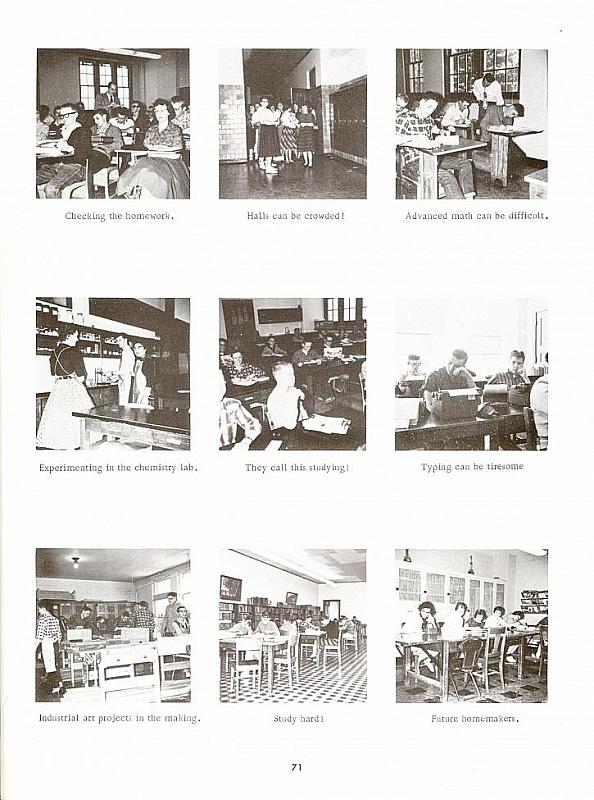 Checking the homework.
Halls can be crowded!
Advanced math can be difficult.
Experimenting in the chemistry lab.
They call this studying!
Typing can be tiresome
Industrial art projects in the making.
Study hard!
Future homemakers.
71